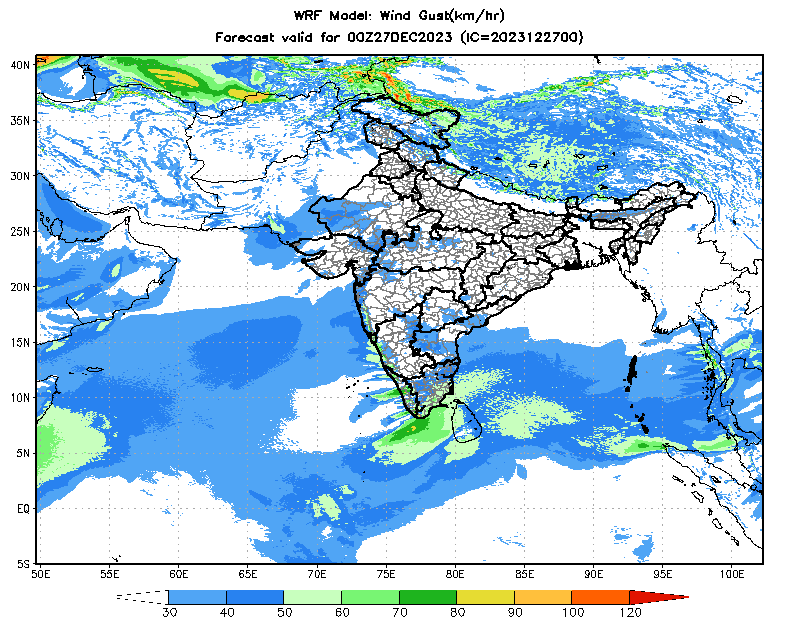 WRF Model: Wind Gust(km/hr)
Forecast valid for 00Z27DEC2023 (IC=2023122700)
40N
35N
30N
25N
20N
15N
10N
5N
EQ
5S
50E 55E 60E 65E 70E 75E 80E 85E 90E 95E 100E
30 40 50 60 70 80 90 100 120